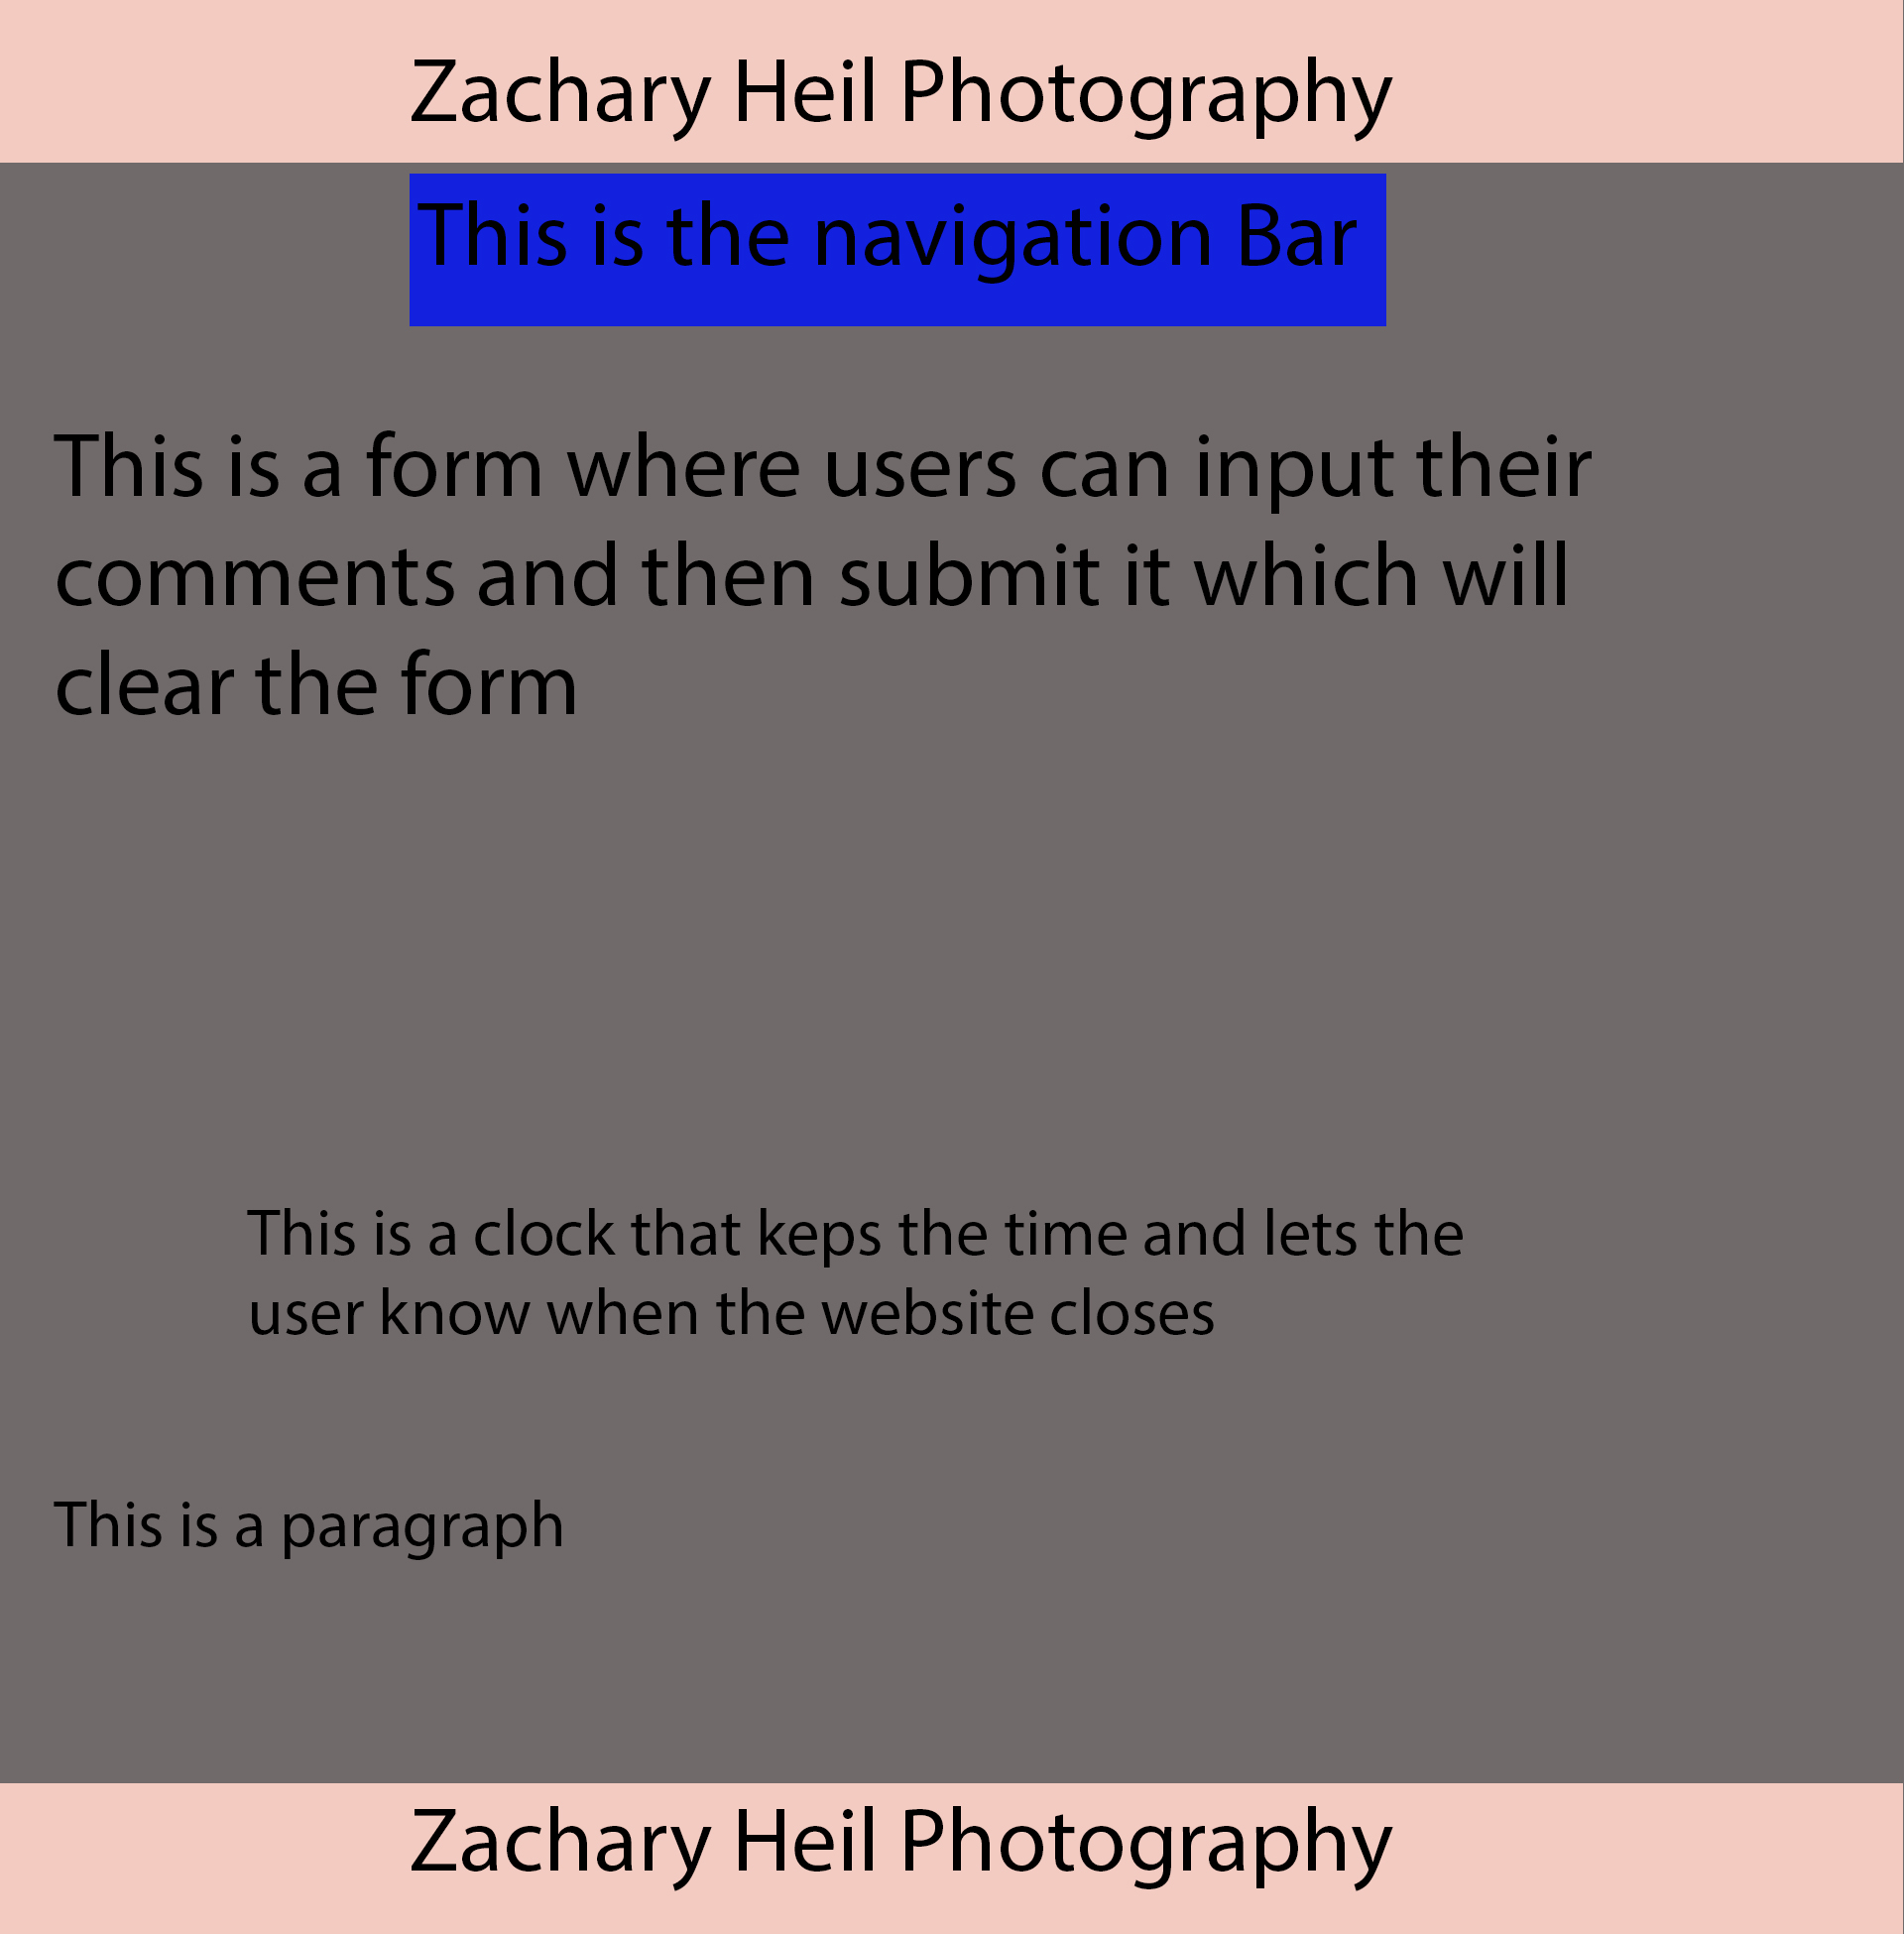 Zachary Heil Photography
This is the navigation Bar
This is a form where users can input their
comments and then submit it which will
clear the form
This is a clock that keps the time and lets the
user know when the website closes
This is a paragraph
Zachary Heil Photography